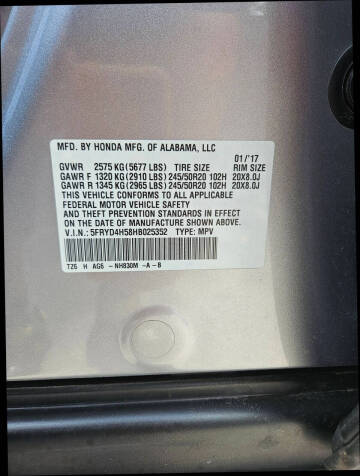 MFD. BY HONDA MFG. OF ALABAMA, LLC
01/'17
GVWR 2575 KG(5677 LBS) TIRE SIZE RIM SIZE
GAWR F 1320 KG(2910 LBS) 245/50R20 102H 20X8.0J
GAWR R 1345 KG(2965 LBS) 245/50R20 102H 20X8.0J
THIS VEHICLE CONFORMS TO ALL APPLICABLE
FEDERAL MOTOR VEHICLE SAFETY
AND THEFT PREVENTION STANDARDS IN EFFECT
ON THE DAY OF MANUFACTURE SHOWN ABOVE.
V.I.N.: 5FRYD4H58HB025352 TYPE: MPV
TZ6 H AG6 -NH830M -A -B